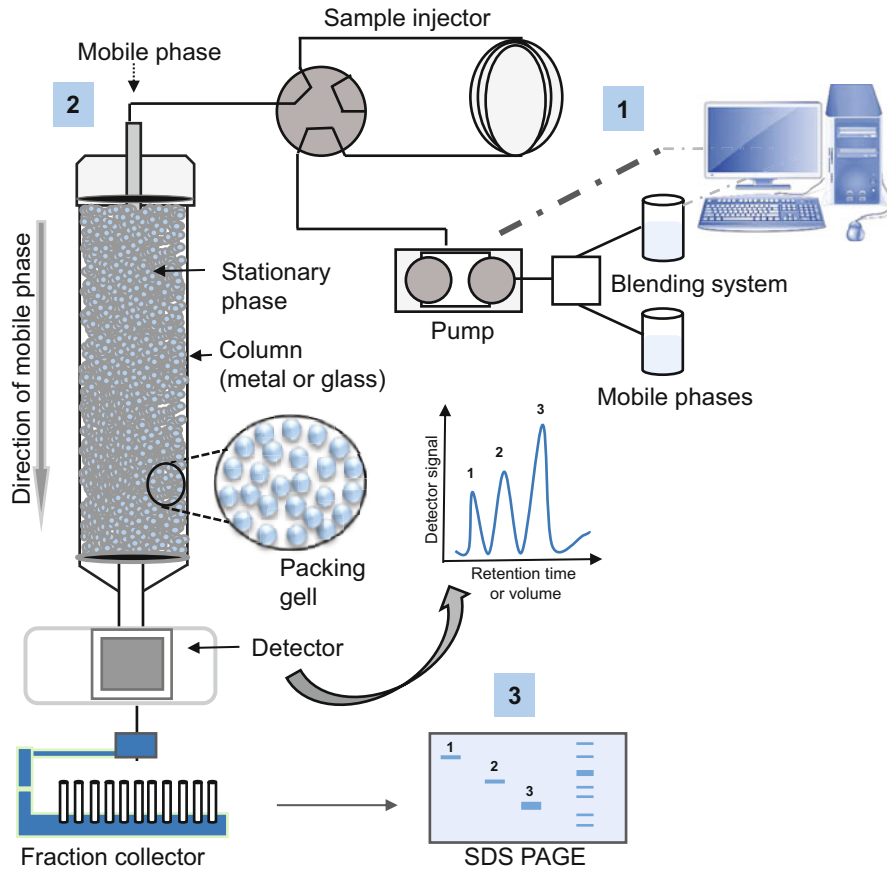 Sample injector
Mobile phase
2
1
Direction of mobile phase
Stationary
phase
Column
(metal or glass)
Pump
Blending system
Mobile phases
Packing
gell
Detector signal
1
2
3
Retention time
or volume
Detector
3
1
2
3
Fraction collector
SDS PAGE